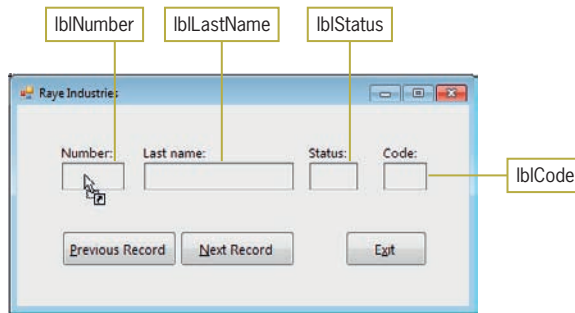 lblNumber lblLastName lblStatus
Raye Industries
Number: Last name: Status: Code:
lblCode
Previous Record Next Record Exit